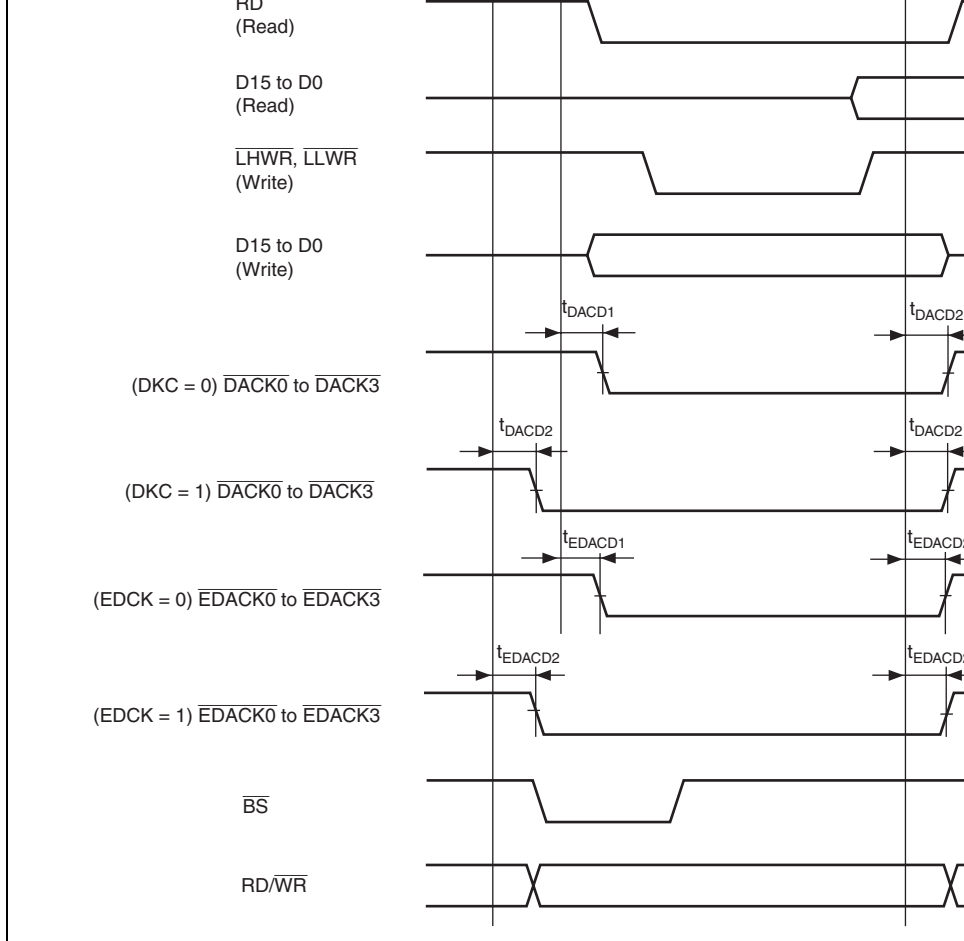 RD
(Read)
D15 to D0
(Read)
LHWR, LLWR
(Write)
D15 to D0
(Write)
tDACD1
tDACD2
(DKC = 0) DACK0 to DACK3
tDACD2
tDACD2
(DKC = 1) DACK0 to DACK3
tEDACD1
tEDACD2
(EDCK = 0) EDACK0 to EDACK3
tEDACD2
tEDACD2
(EDCK = 1) EDACK0 to EDACK3
BS
RD/WR